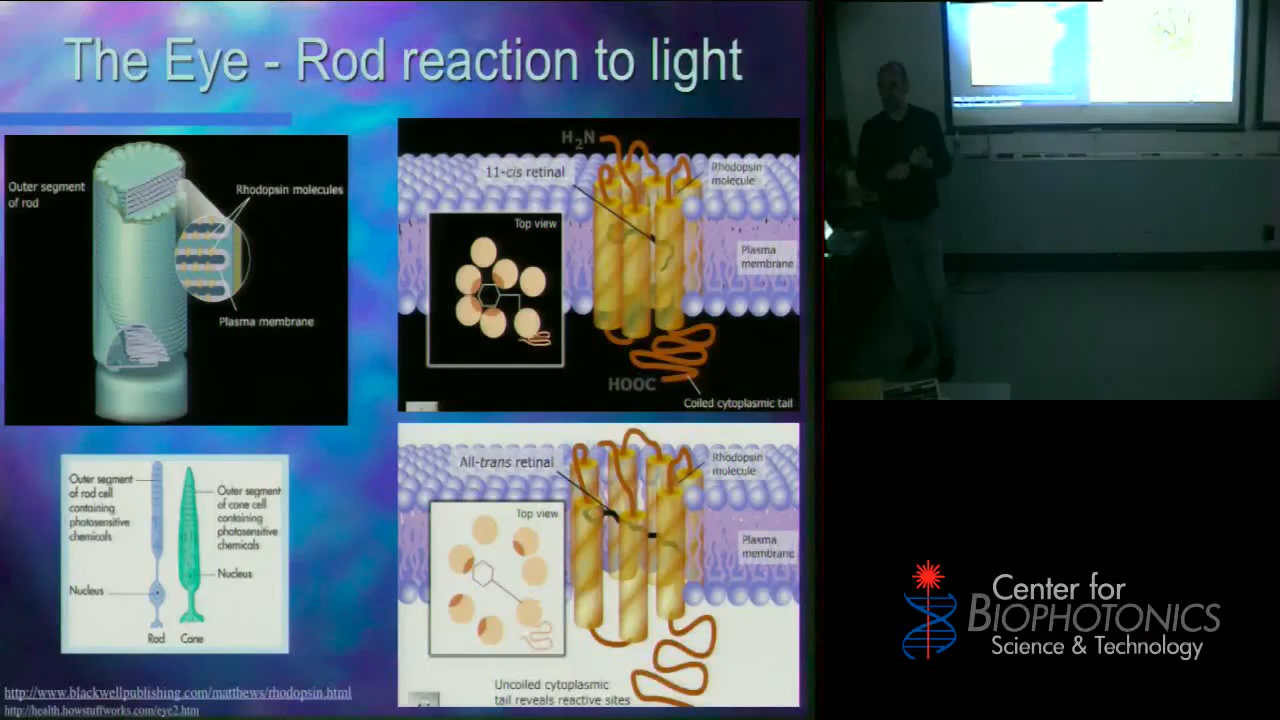 The Eye - Rod reaction to light
Outer segment
of rod
Rhodopsin molecules
Plasma membrane
H2N
11-cis retinal
Rhodopsin
molecule
Top view
Plasma
membrane
HOOC
Coiled cytoplasmic tail
Outer segment
of rod cell
containing
photosensitive
chemicals
Outer segment
of cone cell
containing
photosensitive
chemicals
Nucleus
Nucleus
Rod
Cone
All-trans retinal
Rhodopsin
molecule
Top view
Plasma
membrane
Uncoiled cytoplasmic
tail reveals reactive sites
http://www.blackwellpublishing.com/matthews/rhodopsin.html
http://health.howstuffworks.com/eye2.htm
Center for
BIOPHOTONICS
Science & Technology